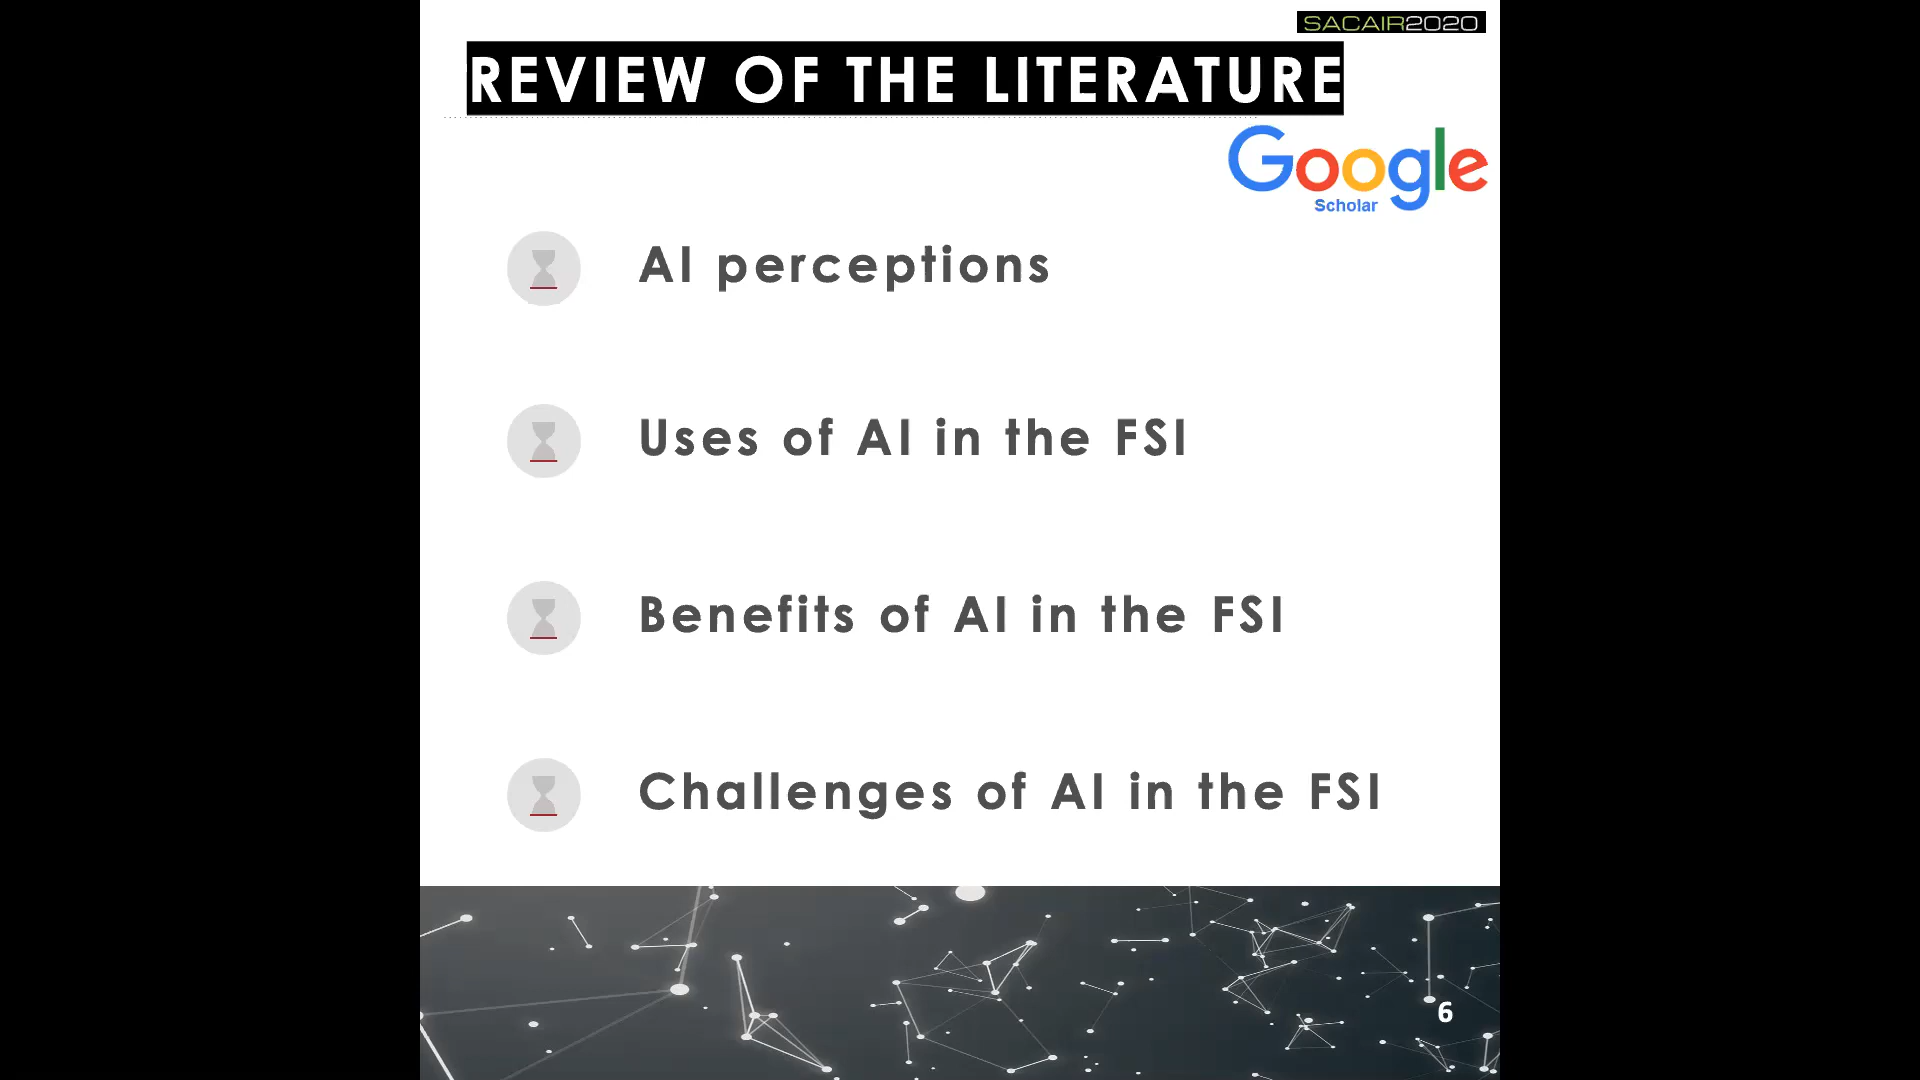 SACAIR2020
REVIEW OF THE LITERATURE
Google
Scholar
AI perceptions
Uses of AI in the FSI
Benefits of AI in the FSI
Challenges of AI in the FSI
6